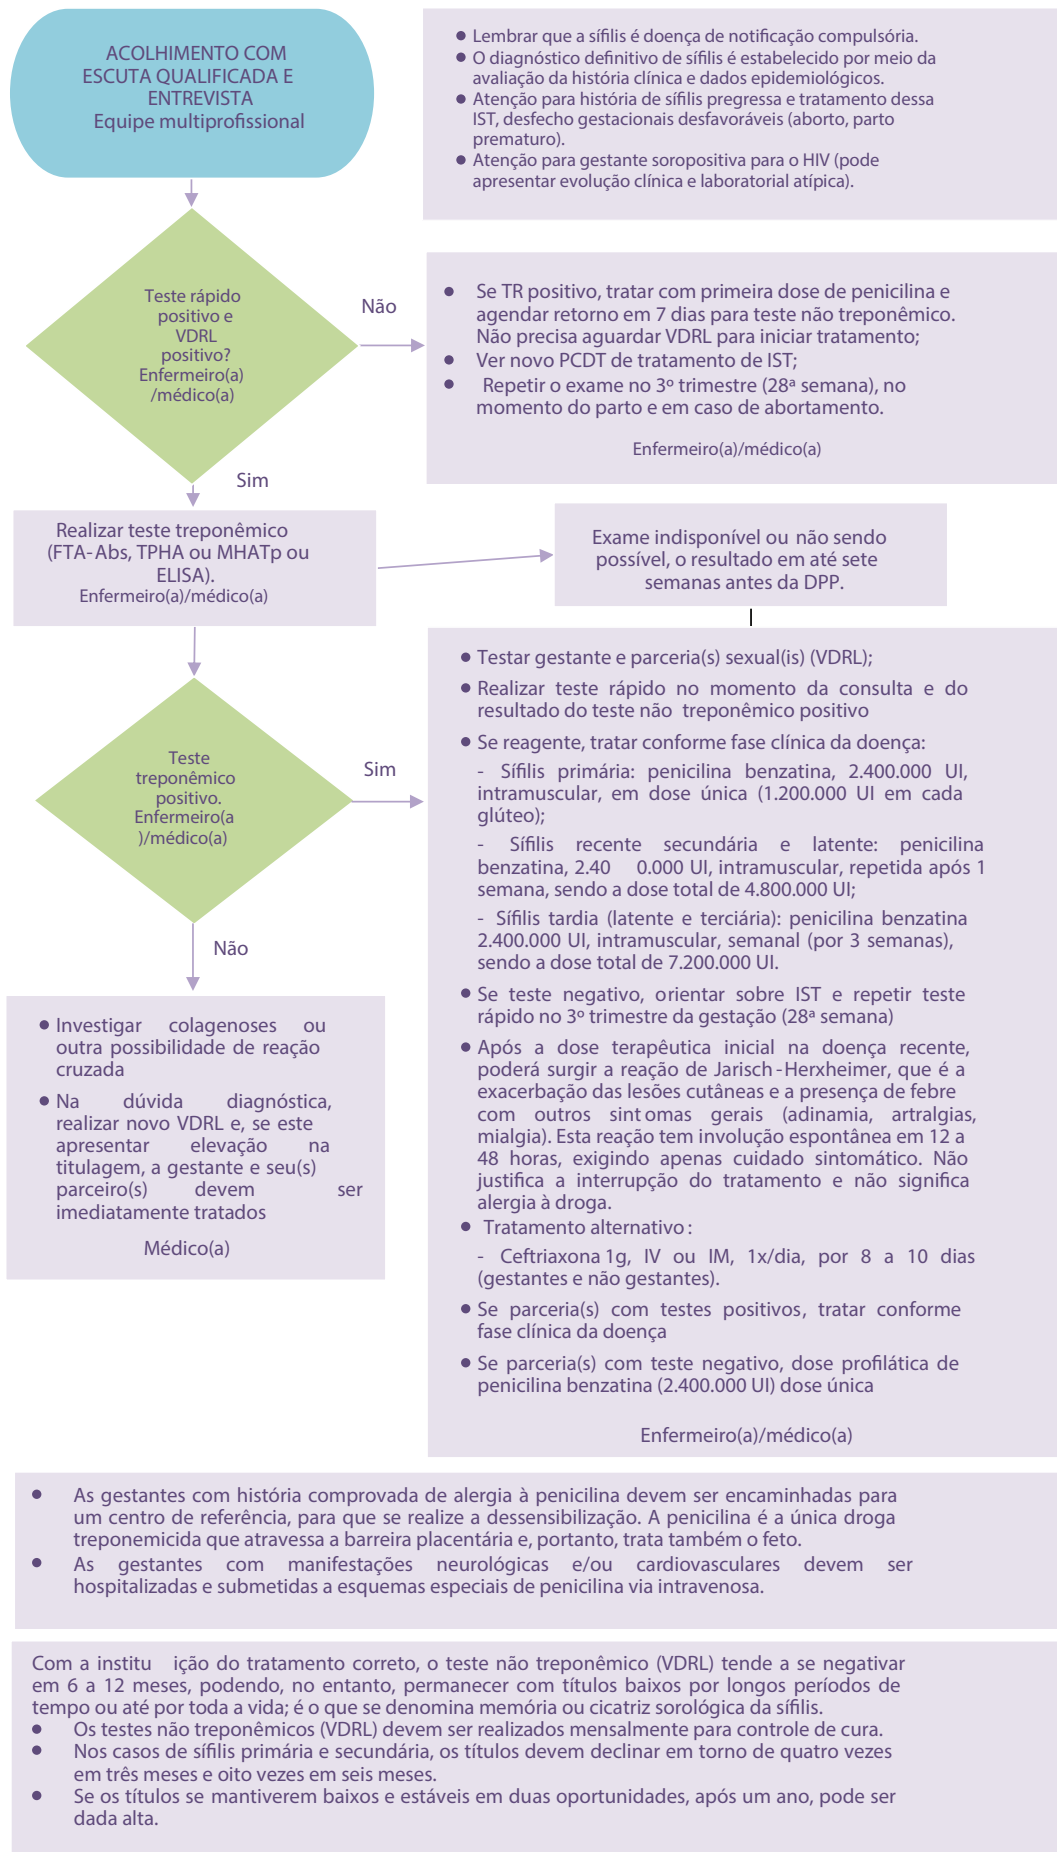 ACOLHIMENTO COM
ESCUTA QUALIFICADA E
ENTREVISTA
Equipe multiprofissional
● Lembrar que a sífilis é doença de notificação compulsória.
● O diagnóstico definitivo de sífilis é estabelecido por meio da
avaliação da história clínica e dados epidemiológicos.
● Atenção para história de sífilis pregressa e tratamento dessa
IST, desfecho gestacionais desfavoráveis (aborto, parto
prematuro).
● Atenção para gestante soropositiva para o HIV (pode
apresentar evolução clínica e laboratorial atípica).
Teste rápido
positivo e
VDRL
positivo?
Enfermeiro(a)
/médico(a)
Não
● Se TR positivo, tratar com primeira dose de penicilina e
agendar retorno em 7 dias para teste não treponêmico.
Não precisa aguardar VDRL para iniciar tratamento;
● Ver novo PCDT de tratamento de IST;
● Repetir o exame no 3º trimestre (28ª semana), no
momento do parto e em caso de abortamento.
Enfermeiro(a)/médico(a)
Sim
Realizar teste treponêmico
(FTA-Abs, TPHA ou MHATp ou
ELISA).
Enfermeiro(a)/médico(a)
Exame indisponível ou não sendo
possível, o resultado em até sete
semanas antes da DPP.
Teste
treponêmico
positivo.
Enfermeiro(a
)/médico(a)
Sim
● Testar gestante e parceria(s) sexual(is) (VDRL);
● Realizar teste rápido no momento da consulta e do
resultado do teste não treponêmico positivo
● Se reagente, tratar conforme fase clínica da doença:
- Sífilis primária: penicilina benzatina, 2.400.000 UI,
intramuscular, em dose única (1.200.000 UI em cada
glúteo);
- Sífilis recente secundária e latente: penicilina
benzatina, 2.40 0.000 UI, intramuscular, repetida após 1
semana, sendo a dose total de 4.800.000 UI;
- Sífilis tardia (latente e terciária): penicilina benzatina
2.400.000 UI, intramuscular, semanal (por 3 semanas),
sendo a dose total de 7.200.000 UI.
● Se teste negativo, orientar sobre IST e repetir teste
rápido no 3º trimestre da gestação (28ª semana)
● Após a dose terapêutica inicial na doença recente,
poderá surgir a reação de Jarisch-Herxheimer, que é a
exacerbação das lesões cutâneas e a presença de febre
com outros sint omas gerais (adinamia, artralgias,
mialgia). Esta reação tem involução espontânea em 12 a
48 horas, exigindo apenas cuidado sintomático. Não
justifica a interrupção do tratamento e não significa
alergia à droga.
● Tratamento alternativo :
- Ceftriaxona 1g, IV ou IM, 1x/dia, por 8 a 10 dias
(gestantes e não gestantes).
● Se parceria(s) com testes positivos, tratar conforme
fase clínica da doença
● Se parceria(s) com teste negativo, dose profilática de
penicilina benzatina (2.400.000 UI) dose única
Enfermeiro(a)/médico(a)
Não
● Investigar colagenoses ou
outra possibilidade de reação
cruzada
● Na dúvida diagnóstica,
realizar novo VDRL e, se este
apresentar elevação na
titulagem, a gestante e seu(s)
parceiro(s) devem ser
imediatamente tratados
Médico(a)
● As gestantes com história comprovada de alergia à penicilina devem ser encaminhadas para
um centro de referência, para que se realize a dessensibilização. A penicilina é a única droga
treponemicida que atravessa a barreira placentária e, portanto, trata também o feto.
● As gestantes com manifestações neurológicas e/ou cardiovasculares devem ser
hospitalizadas e submetidas a esquemas especiais de penicilina via intravenosa.
Com a institu ição do tratamento correto, o teste não treponêmico (VDRL) tende a se negativar
em 6 a 12 meses, podendo, no entanto, permanecer com títulos baixos por longos períodos de
tempo ou até por toda a vida; é o que se denomina memória ou cicatriz sorológica da sífilis.
● Os testes não treponêmicos (VDRL) devem ser realizados mensalmente para controle de cura.
● Nos casos de sífilis primária e secundária, os títulos devem declinar em torno de quatro vezes
em três meses e oito vezes em seis meses.
● Se os títulos se mantiverem baixos e estáveis em duas oportunidades, após um ano, pode ser
dada alta.